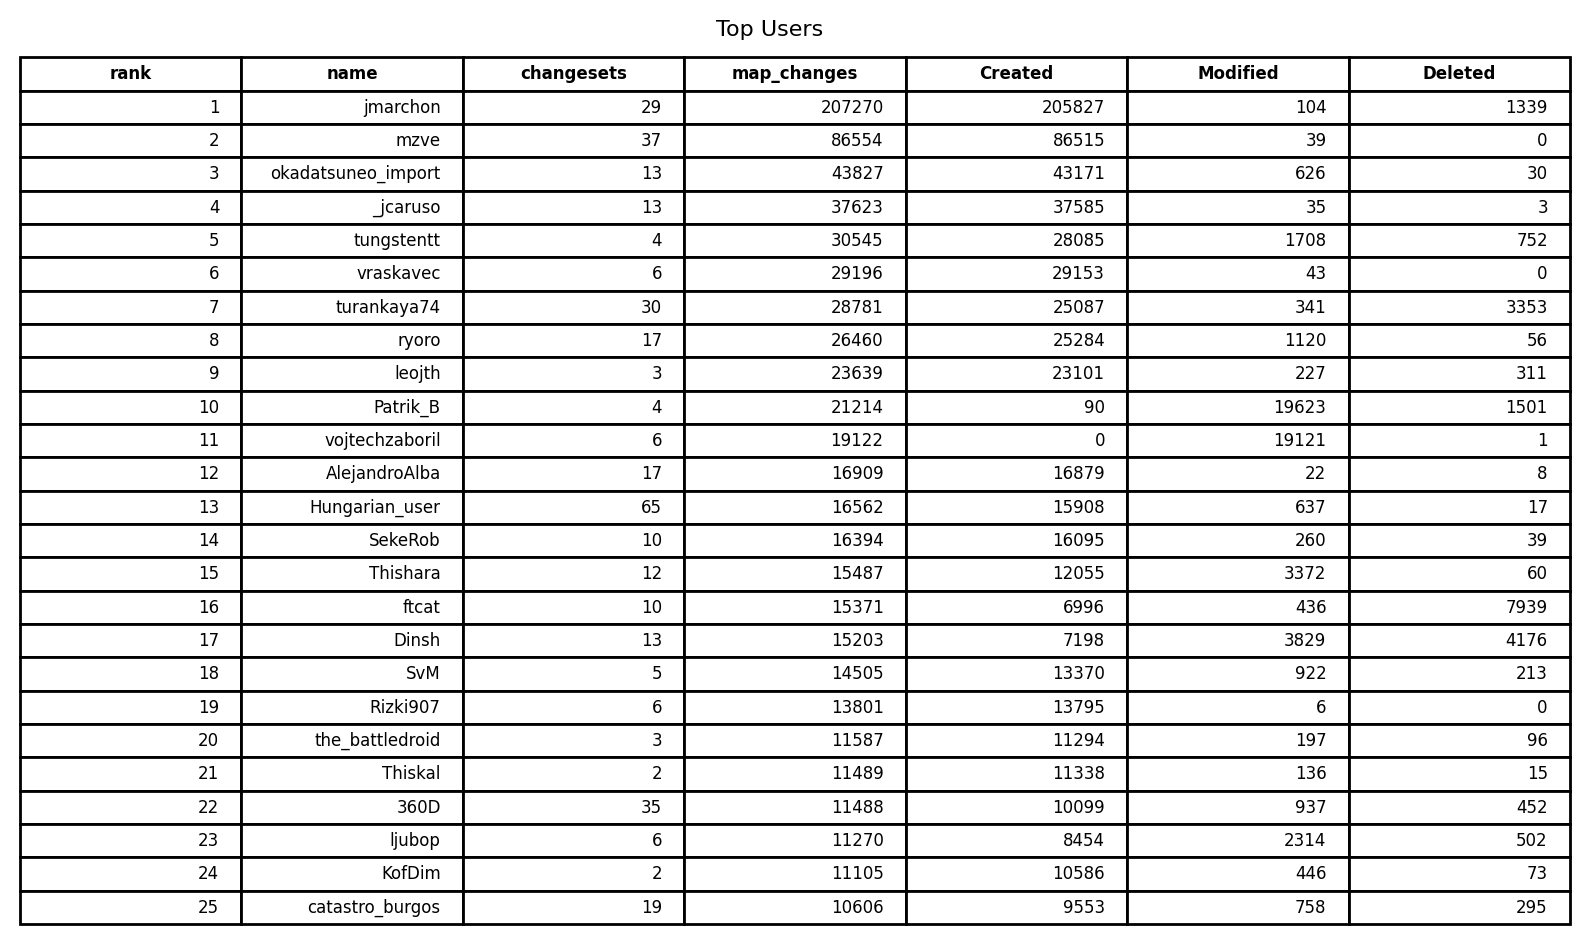 Top Users
rank name changesets map_changes Created Modified Deleted
1 jmarchon 29 207270 205827 104 1339
2 mzve 37 86554 86515 39 0
3 okadatsuneo_import 13 43827 43171 626 30
4 _jcaruso 13 37623 37585 35 3
5 tungstentt 4 30545 28085 1708 752
6 vraskavec 6 29196 29153 43 0
7 turankaya74 30 28781 25087 341 3353
8 ryoro 17 26460 25284 1120 56
9 leojth 3 23639 23101 227 311
10 Patrik_B 4 21214 90 19623 1501
11 vojtechzaboril 6 19122 0 19121 1
12 AlejandroAlba 17 16909 16879 22 8
13 Hungarian_user 65 16562 15908 637 17
14 SekeRob 10 16394 16095 260 39
15 Thishara 12 15487 12055 3372 60
16 ftcat 10 15371 6996 436 7939
17 Dinsh 13 15203 7198 3829 4176
18 SvM 5 14505 13370 922 213
19 Rizki907 6 13801 13795 6 0
20 the_battledroid 3 11587 11294 197 96
21 Thiskal 2 11489 11338 136 15
22 360D 35 11488 10099 937 452
23 ljubop 6 11270 8454 2314 502
24 KofDim 2 11105 10586 446 73
25 catastro_burgos 19 10606 9553 758 295